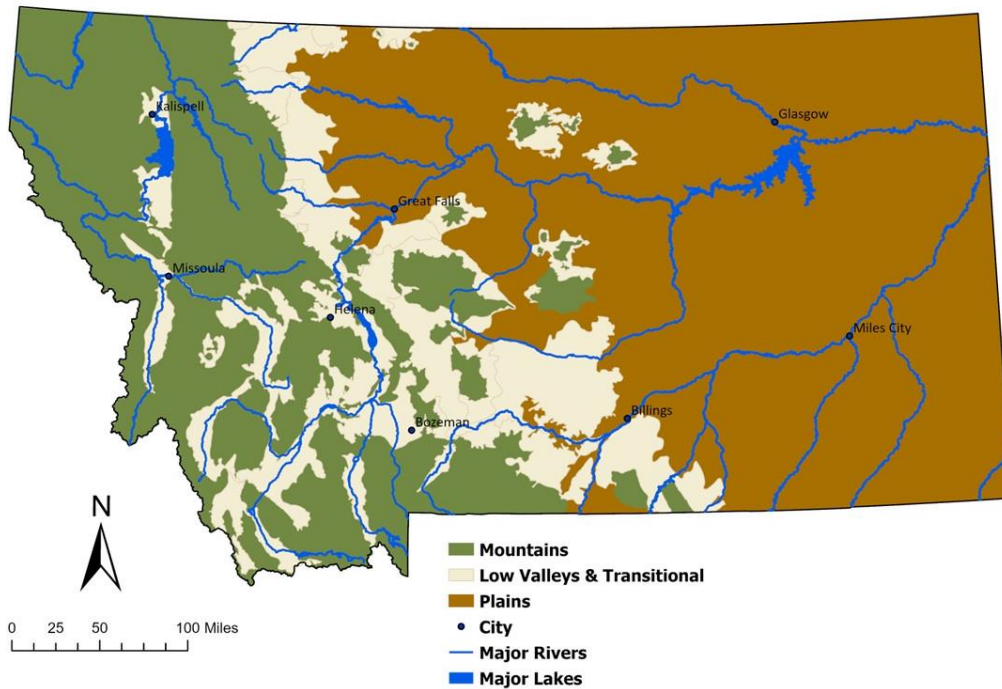 Kalispell
Glasgow
Great Falls
Missoula
Helena
Miles City
Billings
Bozeman
N
0 25 50 100 Miles
Mountains
Low Valleys & Transitional
Plains
City
Major Rivers
Major Lakes